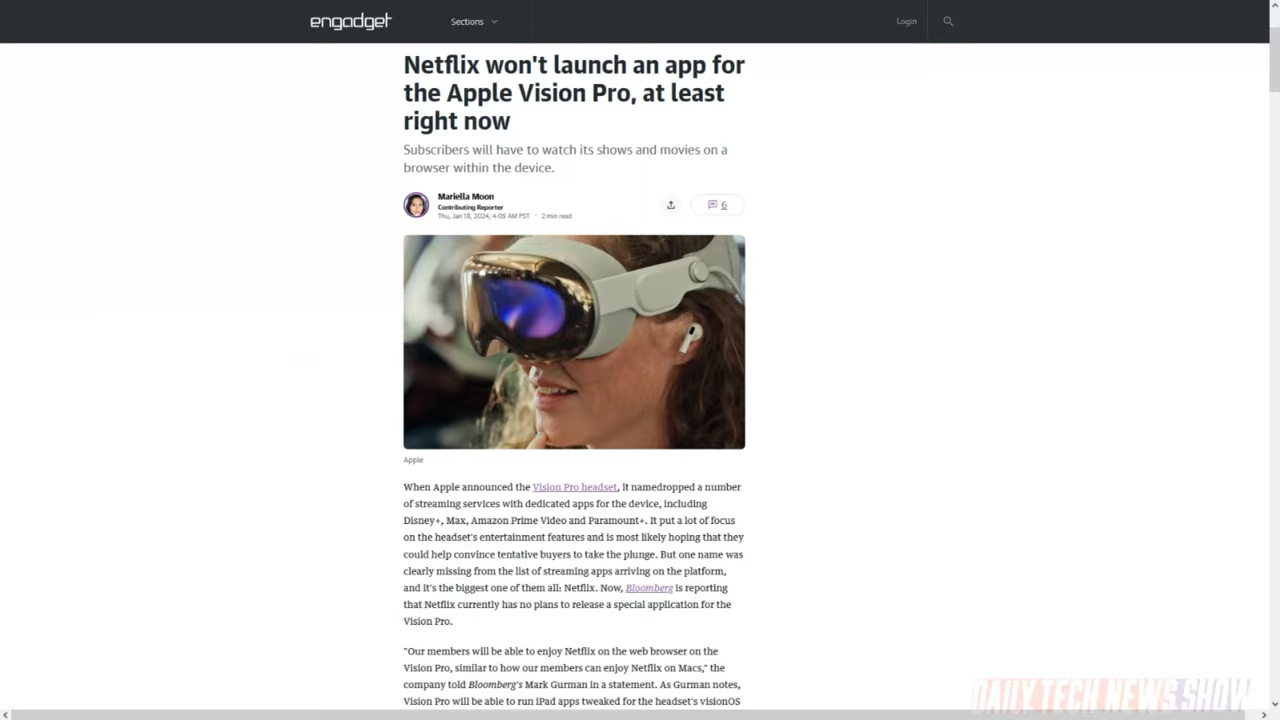 engadget
Sections
Login
Netflix won't launch an app for
the Apple Vision Pro, at least
right now
Subscribers will have to watch its shows and movies on a
browser within the device.
Mariella Moon
Contributing Reporter
Thu, Jan 18, 2024, 4:05 AM PST · 2 min read
6
Apple
When Apple announced the Vision Pro headset, it namedropped a number
of streaming services with dedicated apps for the device, including
Disney+, Max, Amazon Prime Video and Paramount+. It put a lot of focus
on the headset's entertainment features and is most likely hoping that they
could help convince tentative buyers to take the plunge. But one name was
clearly missing from the list of streaming apps arriving on the platform,
and it's the biggest one of them all: Netflix. Now, Bloomberg is reporting
that Netflix currently has no plans to release a special application for the
Vision Pro.
"Our members will be able to enjoy Netflix on the web browser on the
Vision Pro, similar to how our members can enjoy Netflix on Macs," the
company told Bloomberg's Mark Gurman in a statement. As Gurman notes,
Vision Pro will be able to run iPad apps tweaked for the headset's visionOS
DAILY TECH NEWS SHOW